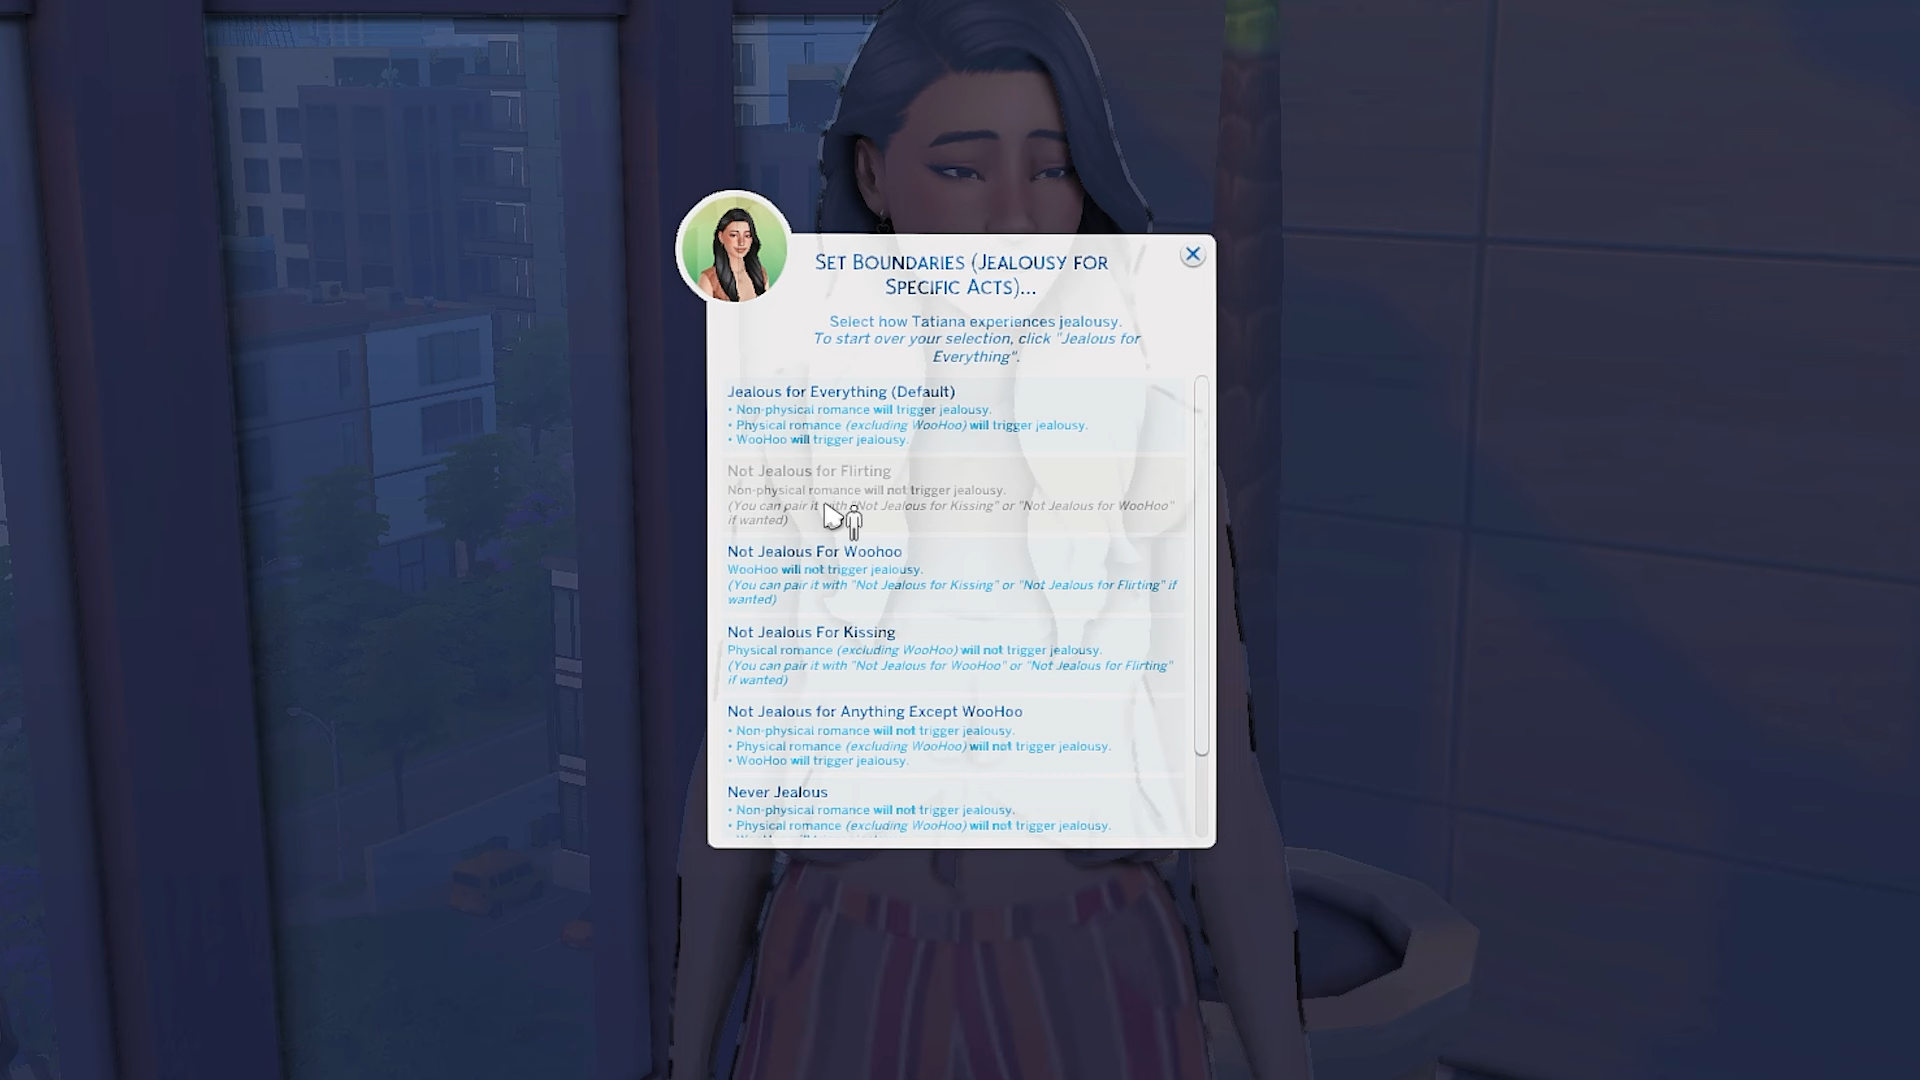 Set Boundaries (Jealousy for
Specific Acts)...
Select how Tatiana experiences jealousy.
To start over your selection, click "Jealous for
Everything".
Jealous for Everything (Default)
• Non-physical romance will trigger jealousy.
• Physical romance (excluding WooHoo) will trigger jealousy.
• WooHoo will trigger jealousy.
Not Jealous for Flirting
Non-physical romance will not trigger jealousy.
(You can pair it with "Not Jealous for Kissing" or "Not Jealous for WooHoo"
if wanted)
Not Jealous For Woohoo
WooHoo will not trigger jealousy.
(You can pair it with "Not Jealous for Kissing" or "Not Jealous for Flirting" if
wanted)
Not Jealous For Kissing
Physical romance (excluding WooHoo) will not trigger jealousy.
(You can pair it with "Not Jealous for WooHoo" or "Not Jealous for Flirting"
if wanted)
Not Jealous for Anything Except WooHoo
• Non-physical romance will not trigger jealousy.
• Physical romance (excluding WooHoo) will not trigger jealousy.
• WooHoo will trigger jealousy.
Never Jealous
• Non-physical romance will not trigger jealousy.
• Physical romance (excluding WooHoo) will not trigger jealousy.